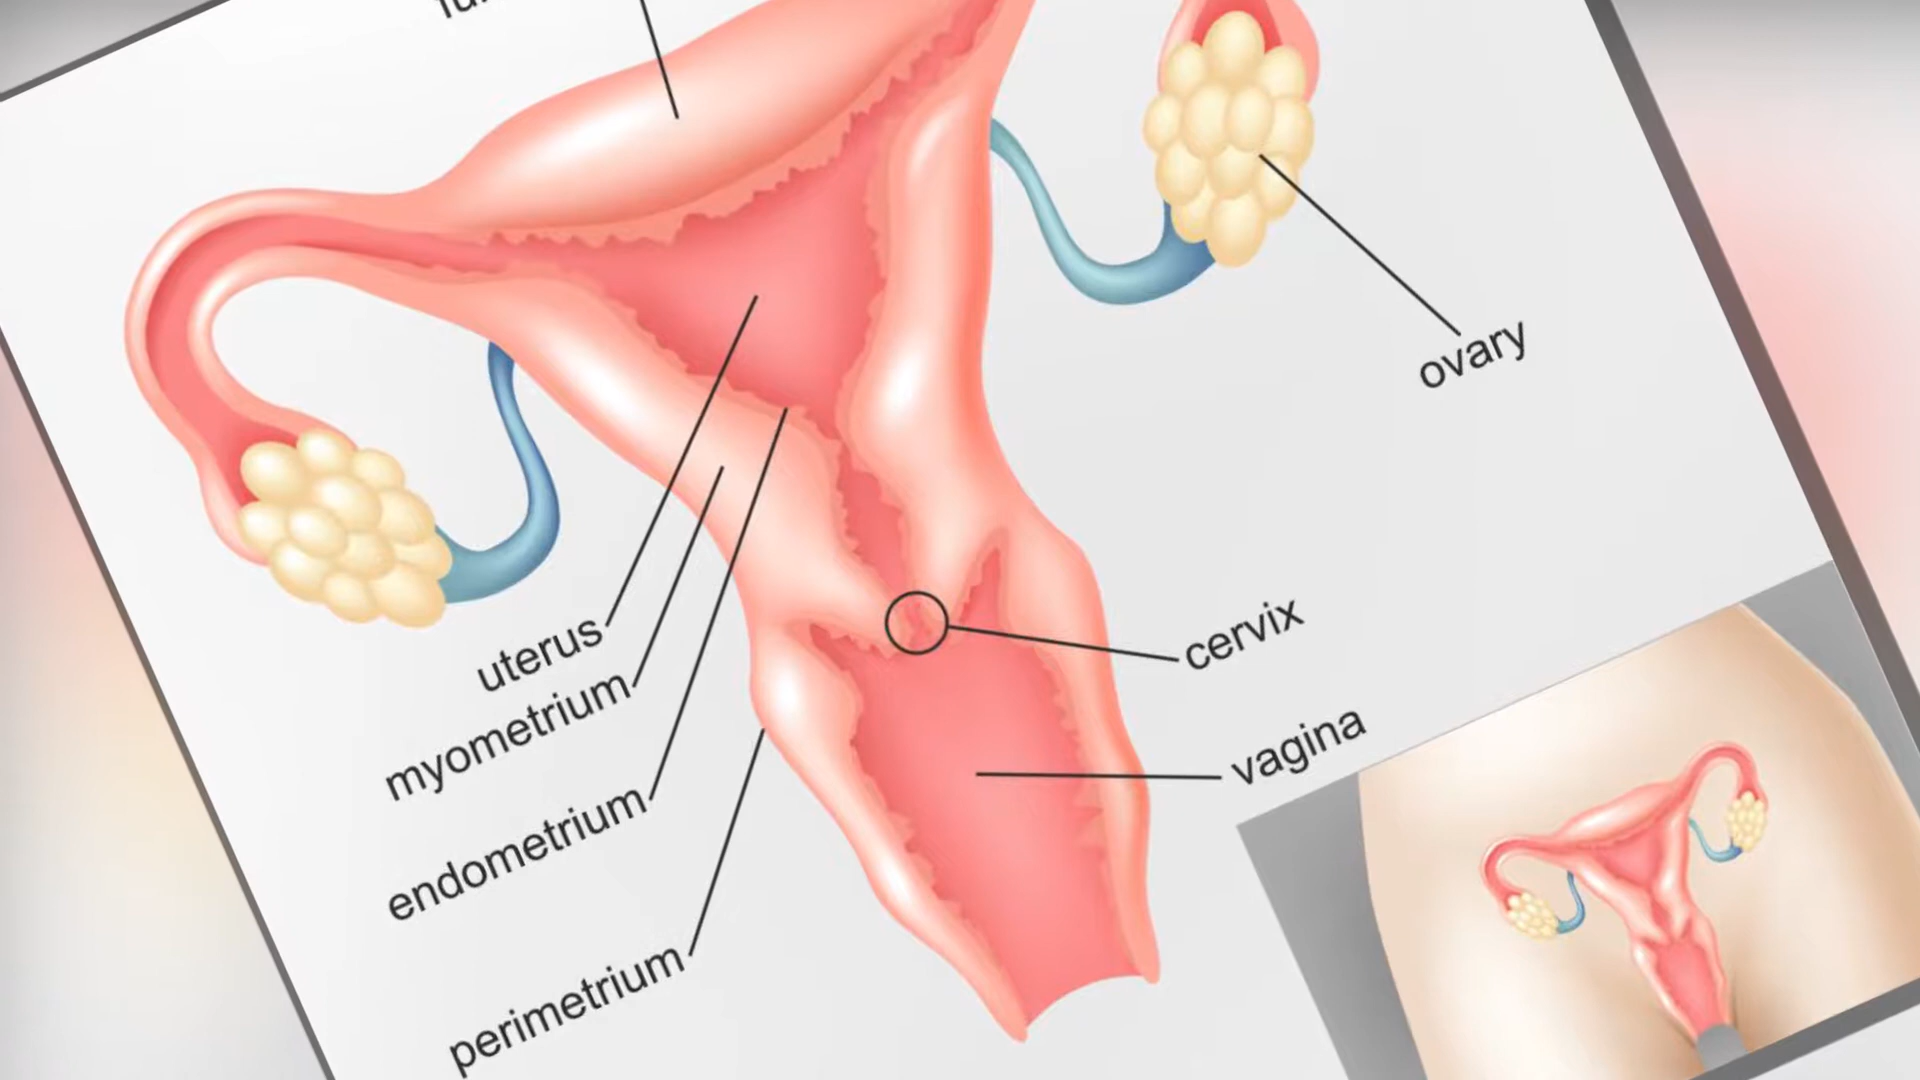 ovary
uterus
cervix
myometrium
vagina
endometrium
perimetrium